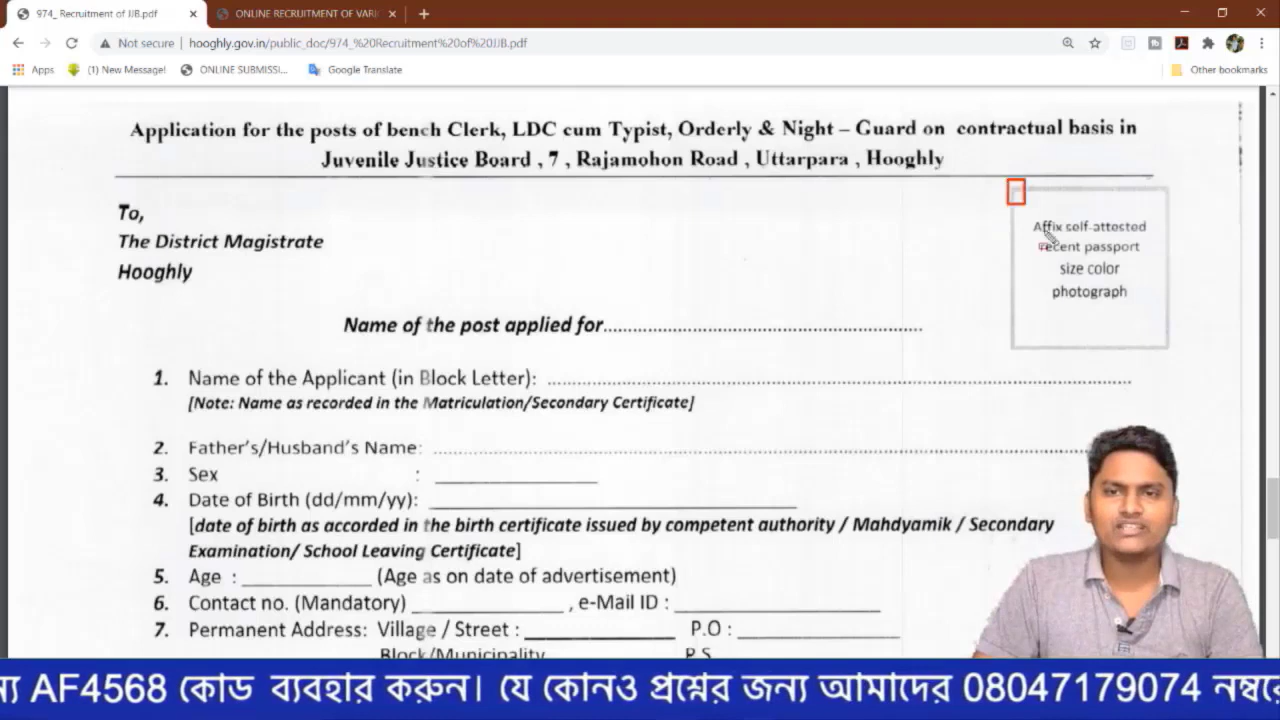 974_ Recruitment of JJB.pdf
ONLINE RECRUITMENT OF VARI
Not secure | hooghly.gov.in/public_doc/974_%20Recruitment%20of%20JJB.pdf
Apps (1) New Message! ONLINE SUBMISSI... Google Translate Other bookmarks
Application for the posts of bench Clerk, LDC cum Typist, Orderly & Night – Guard on contractual basis in
Juvenile Justice Board , 7 , Rajamohon Road , Uttarpara , Hooghly
To,
The District Magistrate
Hooghly
Affix self-attested
recent passport
size color
photograph
Name of the post applied for
1. Name of the Applicant (in Block Letter):
[Note: Name as recorded in the Matriculation/Secondary Certificate]
2. Father's/Husband's Name:
3. Sex :
4. Date of Birth (dd/mm/yy):
[date of birth as accorded in the birth certificate issued by competent authority / Mahdyamik / Secondary
Examination/ School Leaving Certificate]
5. Age : (Age as on date of advertisement)
6. Contact no. (Mandatory) , e-Mail ID :
7. Permanent Address: Village / Street : P.O :
Block/Municipality P.S
ন্য AF4568 কোড ব্যবহার করুন। যে কোনও প্রশ্নের জন্য আমাদের 08047179074 নম্বরে